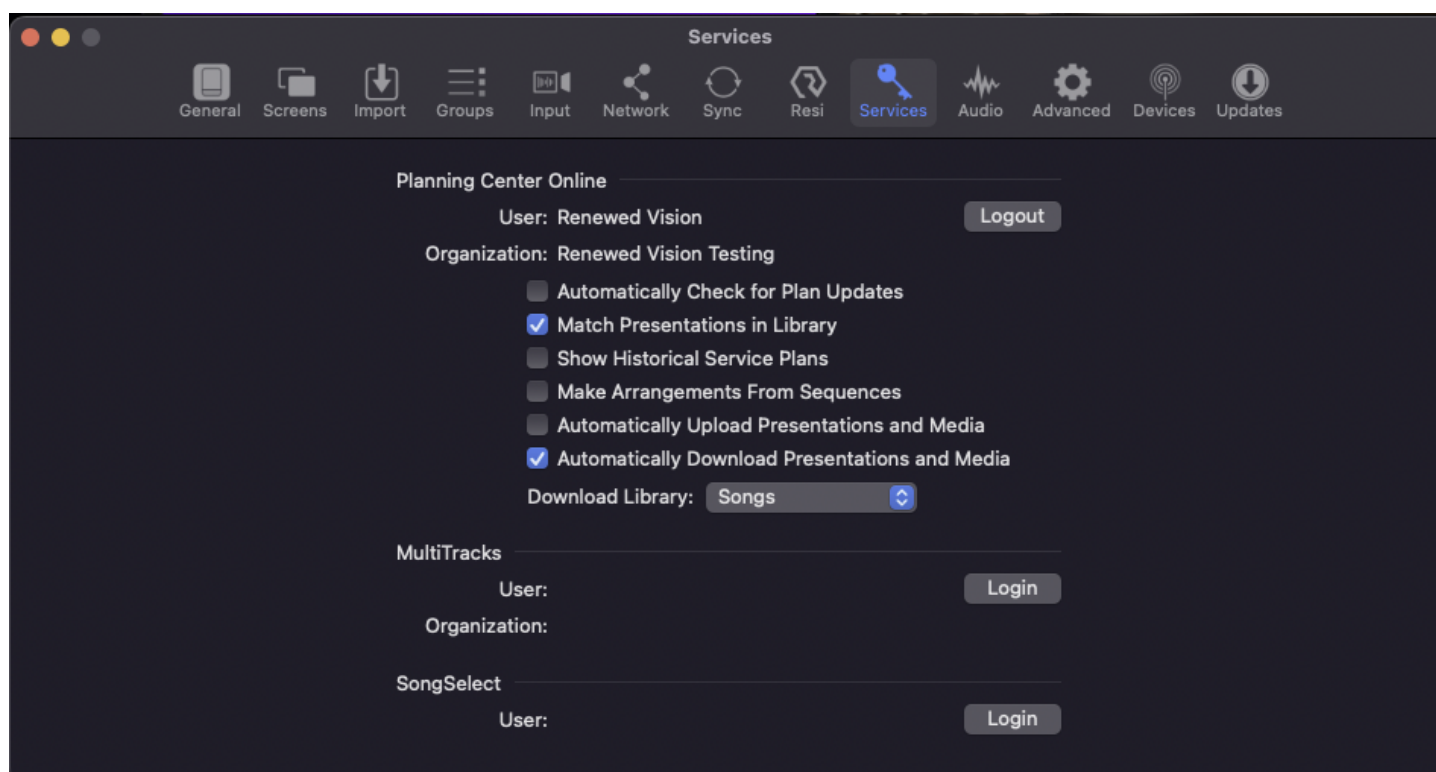 Services
General Screens Import Groups Input Network Sync Resi Services Audio Advanced Devices Updates
Planning Center Online
User: Renewed Vision Logout
Organization: Renewed Vision Testing
Automatically Check for Plan Updates
Match Presentations in Library
Show Historical Service Plans
Make Arrangements From Sequences
Automatically Upload Presentations and Media
Automatically Download Presentations and Media
Download Library: Songs
MultiTracks
User: Login
Organization:
SongSelect
User: Login